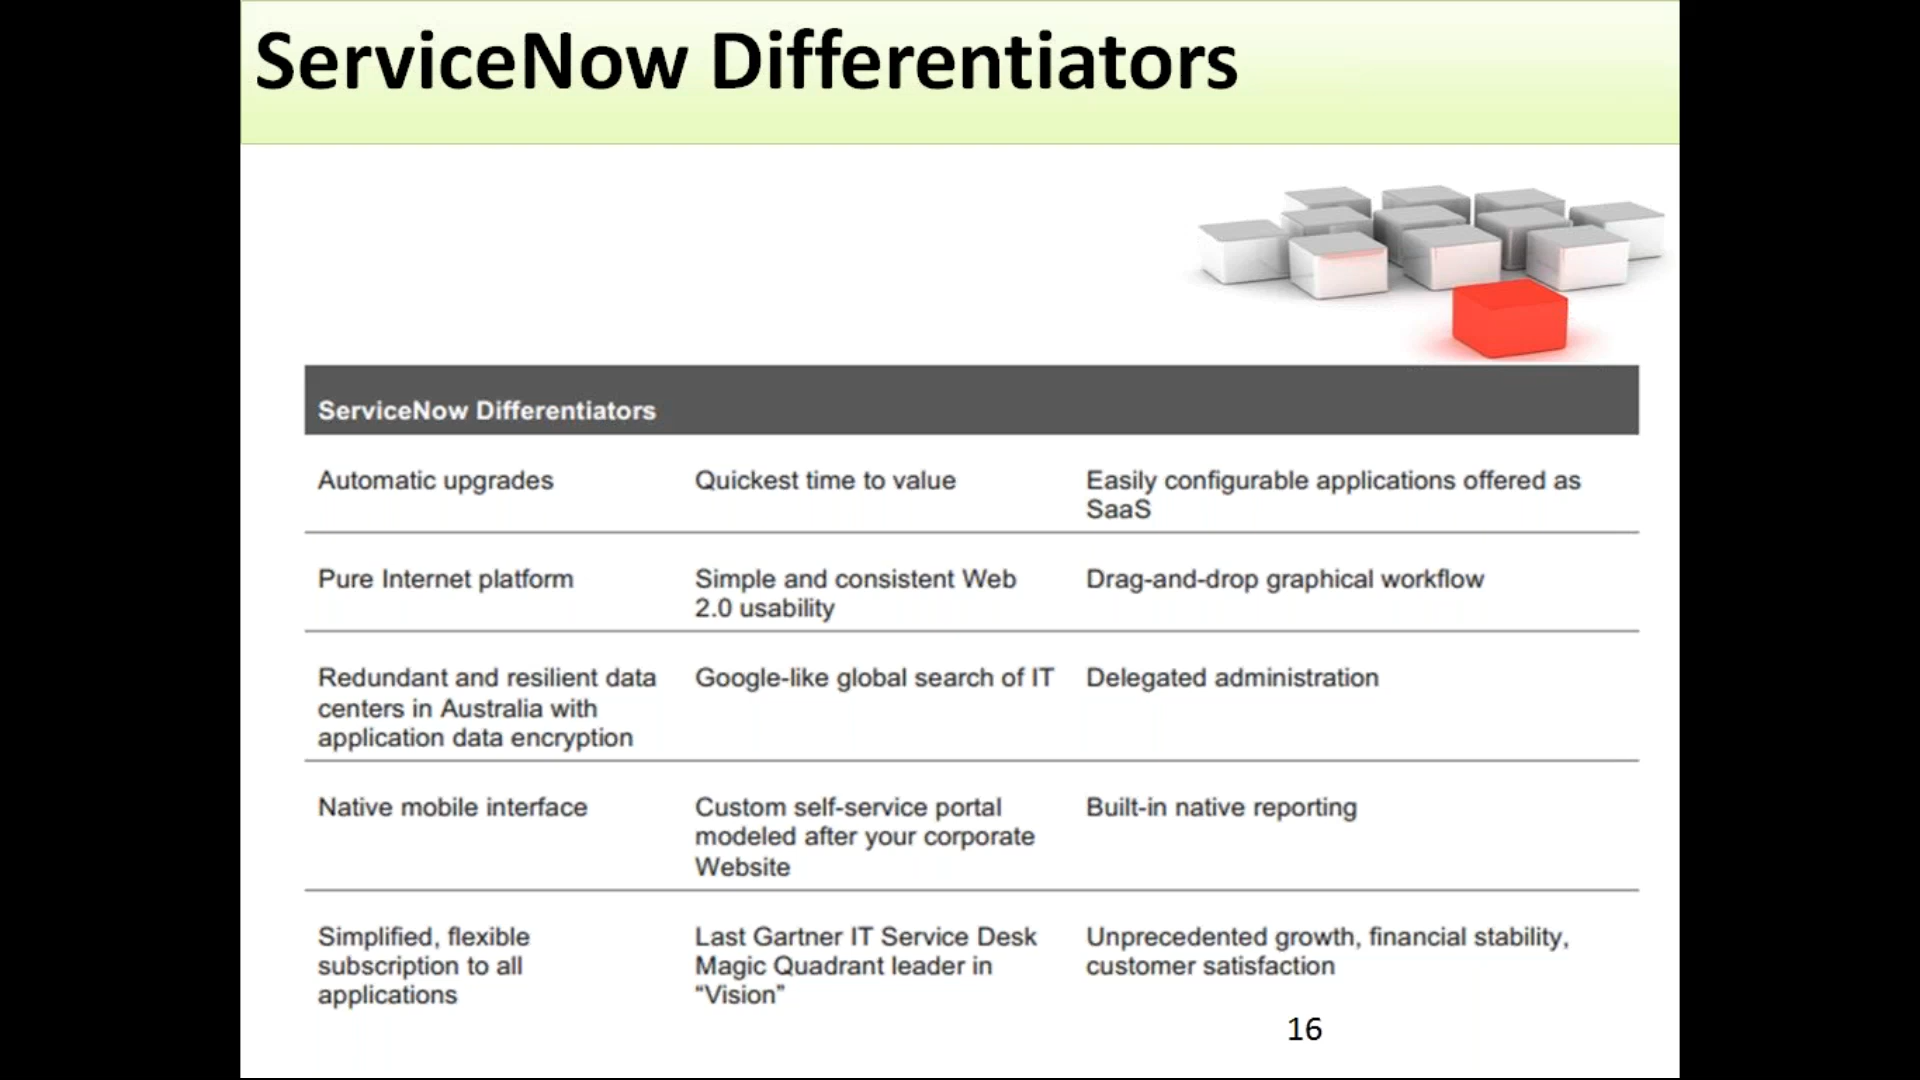 ServiceNow Differentiators
ServiceNow Differentiators
Automatic upgrades
Quickest time to value
Easily configurable applications offered as
SaaS
Pure Internet platform
Simple and consistent Web
2.0 usability
Drag-and-drop graphical workflow
Redundant and resilient data
centers in Australia with
application data encryption
Google-like global search of IT
Delegated administration
Native mobile interface
Custom self-service portal
modeled after your corporate
Website
Built-in native reporting
Simplified, flexible
subscription to all
applications
Last Gartner IT Service Desk
Magic Quadrant leader in
“Vision”
Unprecedented growth, financial stability,
customer satisfaction
16